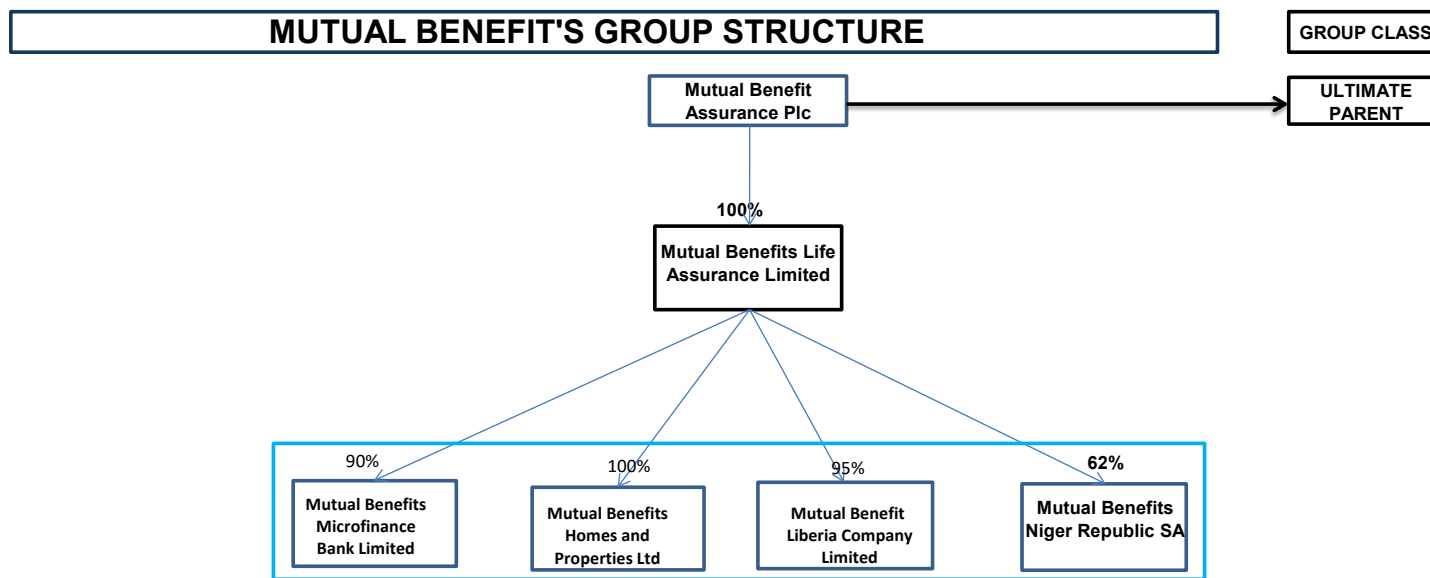 MUTUAL BENEFIT'S GROUP STRUCTURE
GROUP CLASS
Mutual Benefit
Assurance Plc
ULTIMATE
PARENT
100%
Mutual Benefits Life
Assurance Limited
90%
100%
95%
62%
Mutual Benefits
Microfinance
Bank Limited
Mutual Benefits
Homes and
Properties Ltd
Mutual Benefit
Liberia Company
Limited
Mutual Benefits
Niger Republic SA